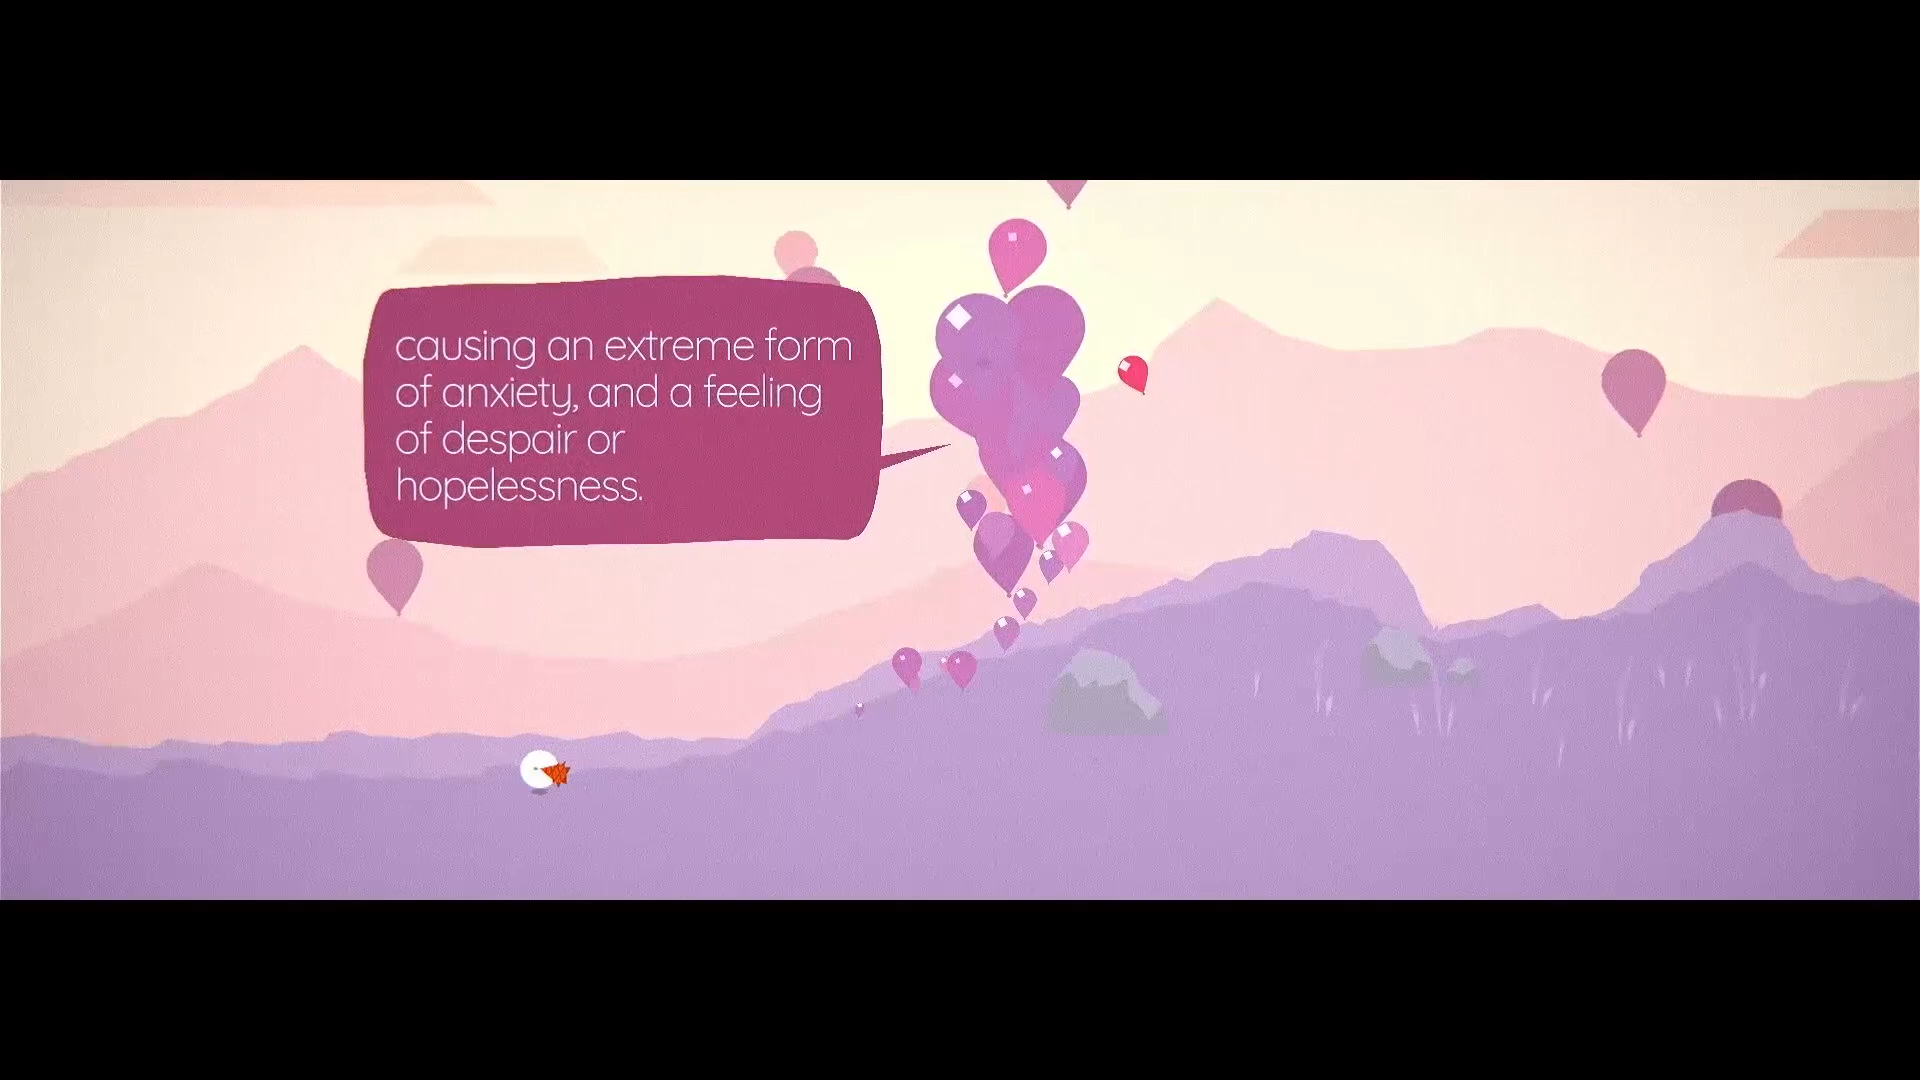 causing an extreme form
of anxiety, and a feeling
of despair or
hopelessness.